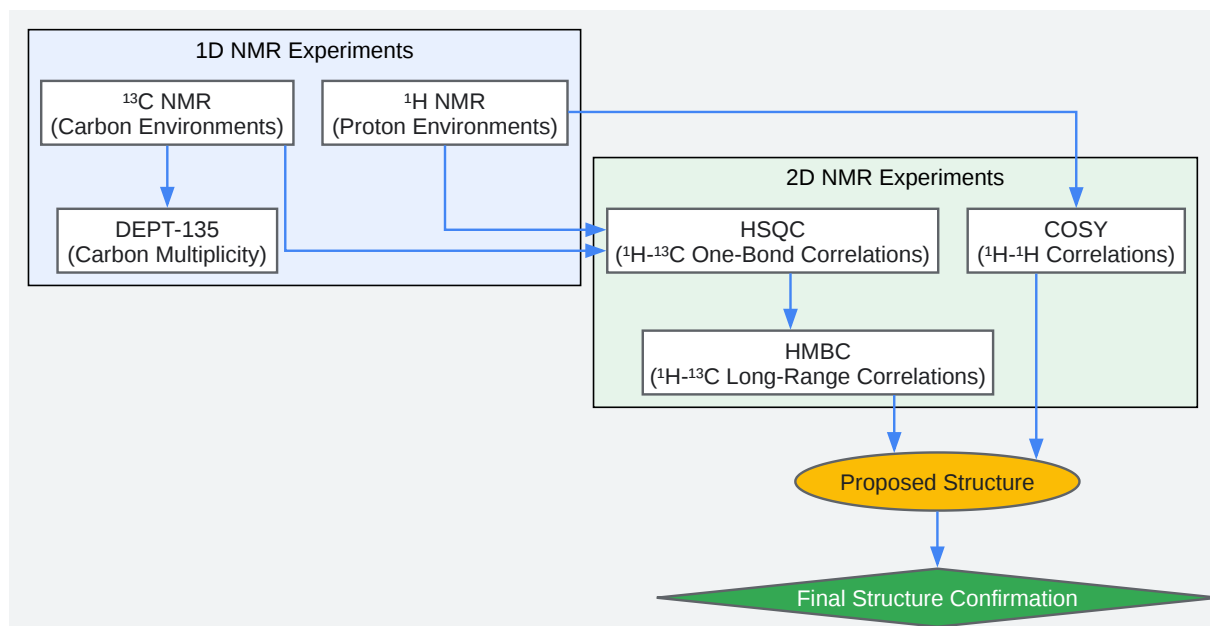 1D NMR Experiments
¹³C NMR
(Carbon Environments)
¹H NMR
(Proton Environments)
DEPT-135
(Carbon Multiplicity)
2D NMR Experiments
HSQC
(¹H-¹³C One-Bond Correlations)
COSY
(¹H-¹H Correlations)
HMBC
(¹H-¹³C Long-Range Correlations)
Proposed Structure
Final Structure Confirmation